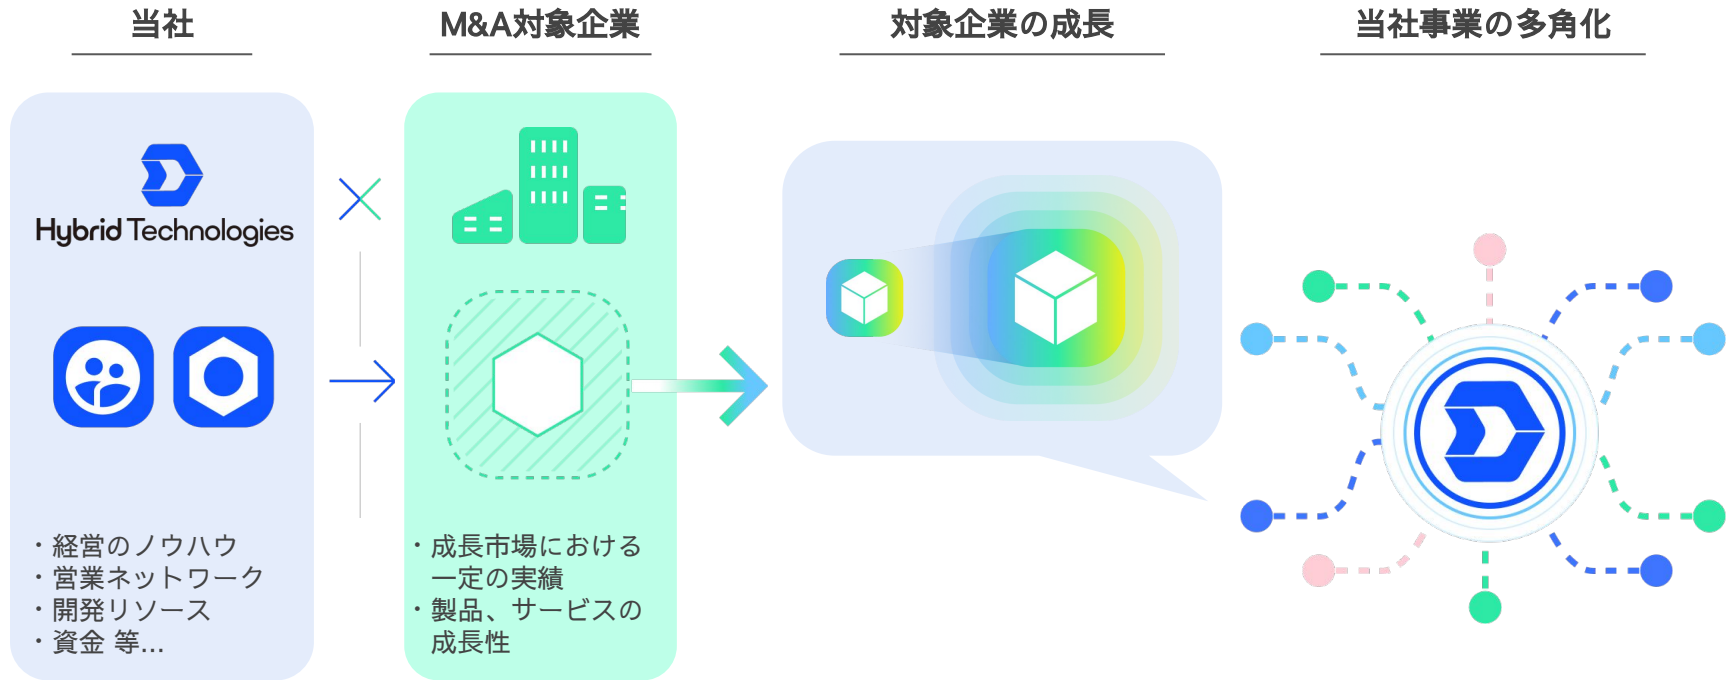 当社
M&A対象企業
対象企業の成長
当社事業の多角化
Hybrid Technologies
・経営のノウハウ
・営業ネットワーク
・開発リソース
・資金 等…
・成長市場における
一定の実績
・製品、サービスの
成長性